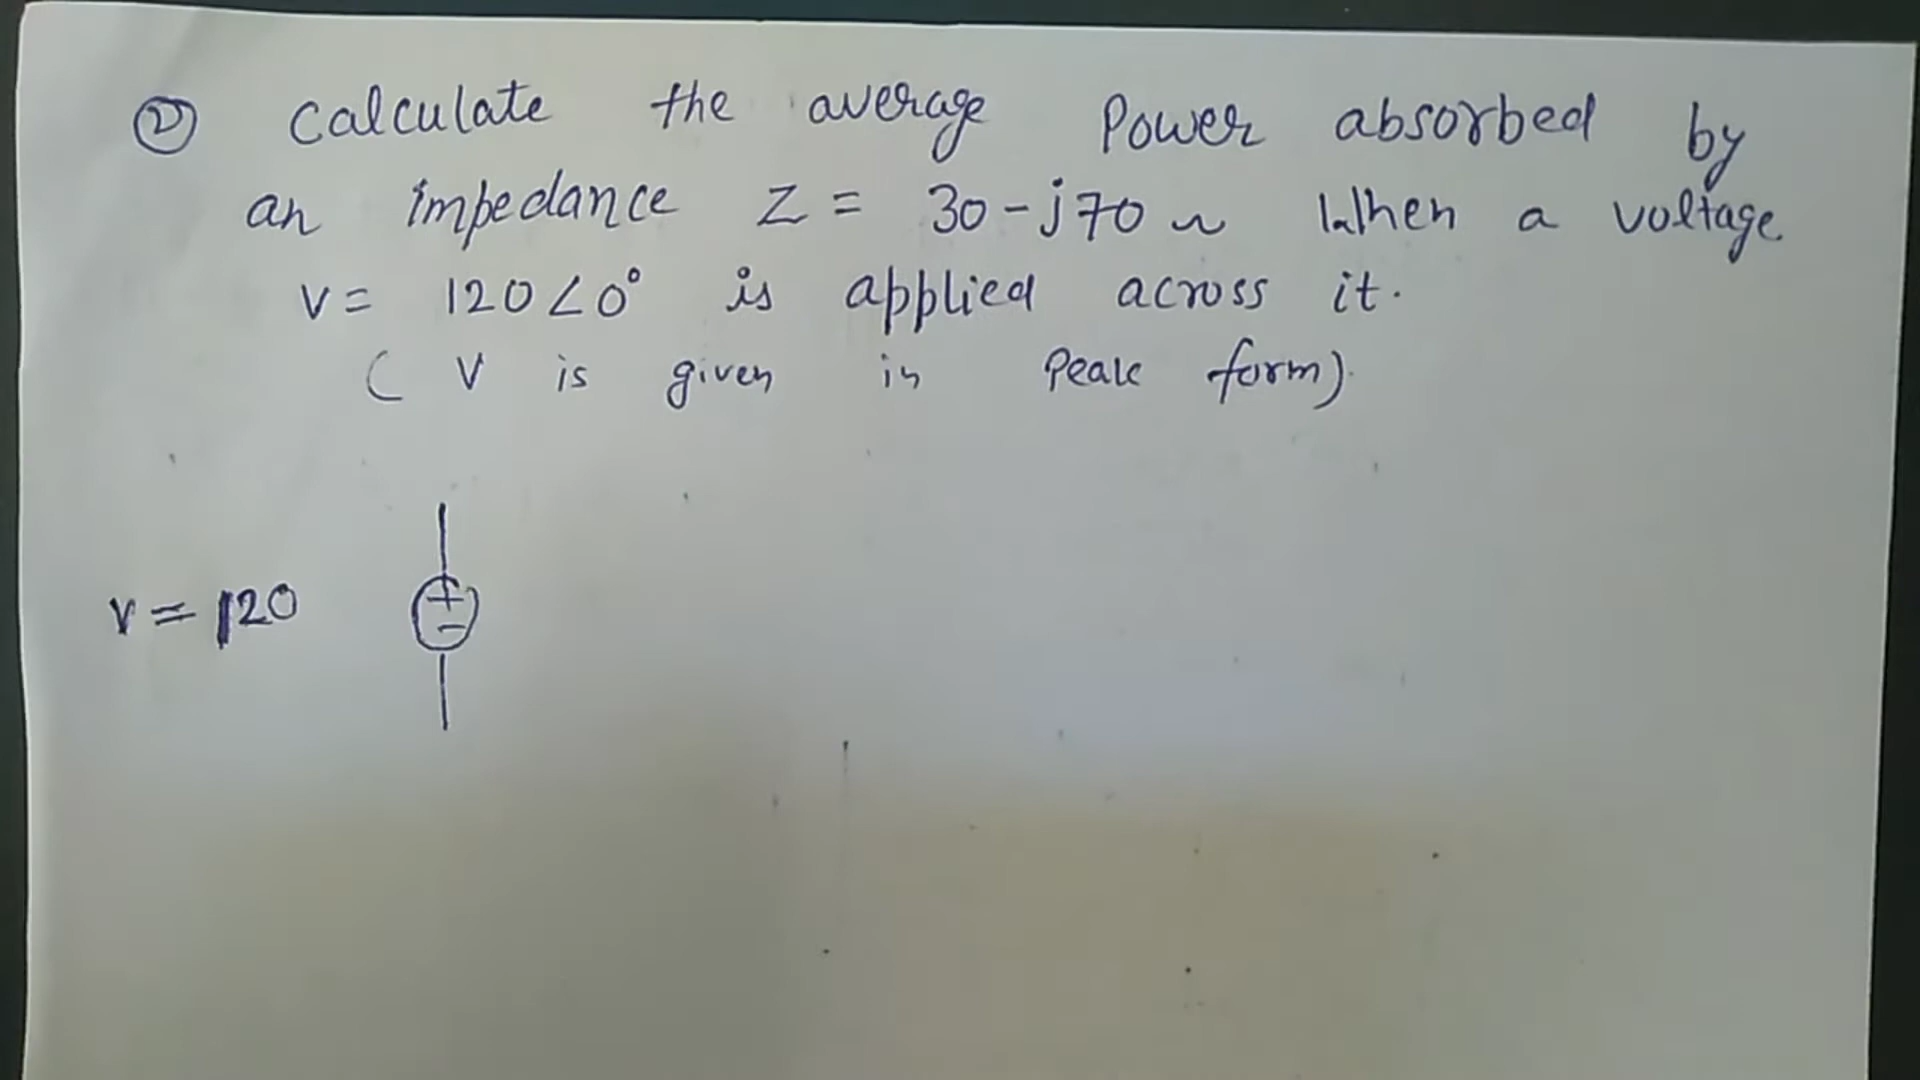 ② Calculate the average Power absorbed by
an impedance Z = 30-j70 ~ When a voltage
V = 120∠0° is applied across it.
( V is given in Peak form).
V = 120
+
-